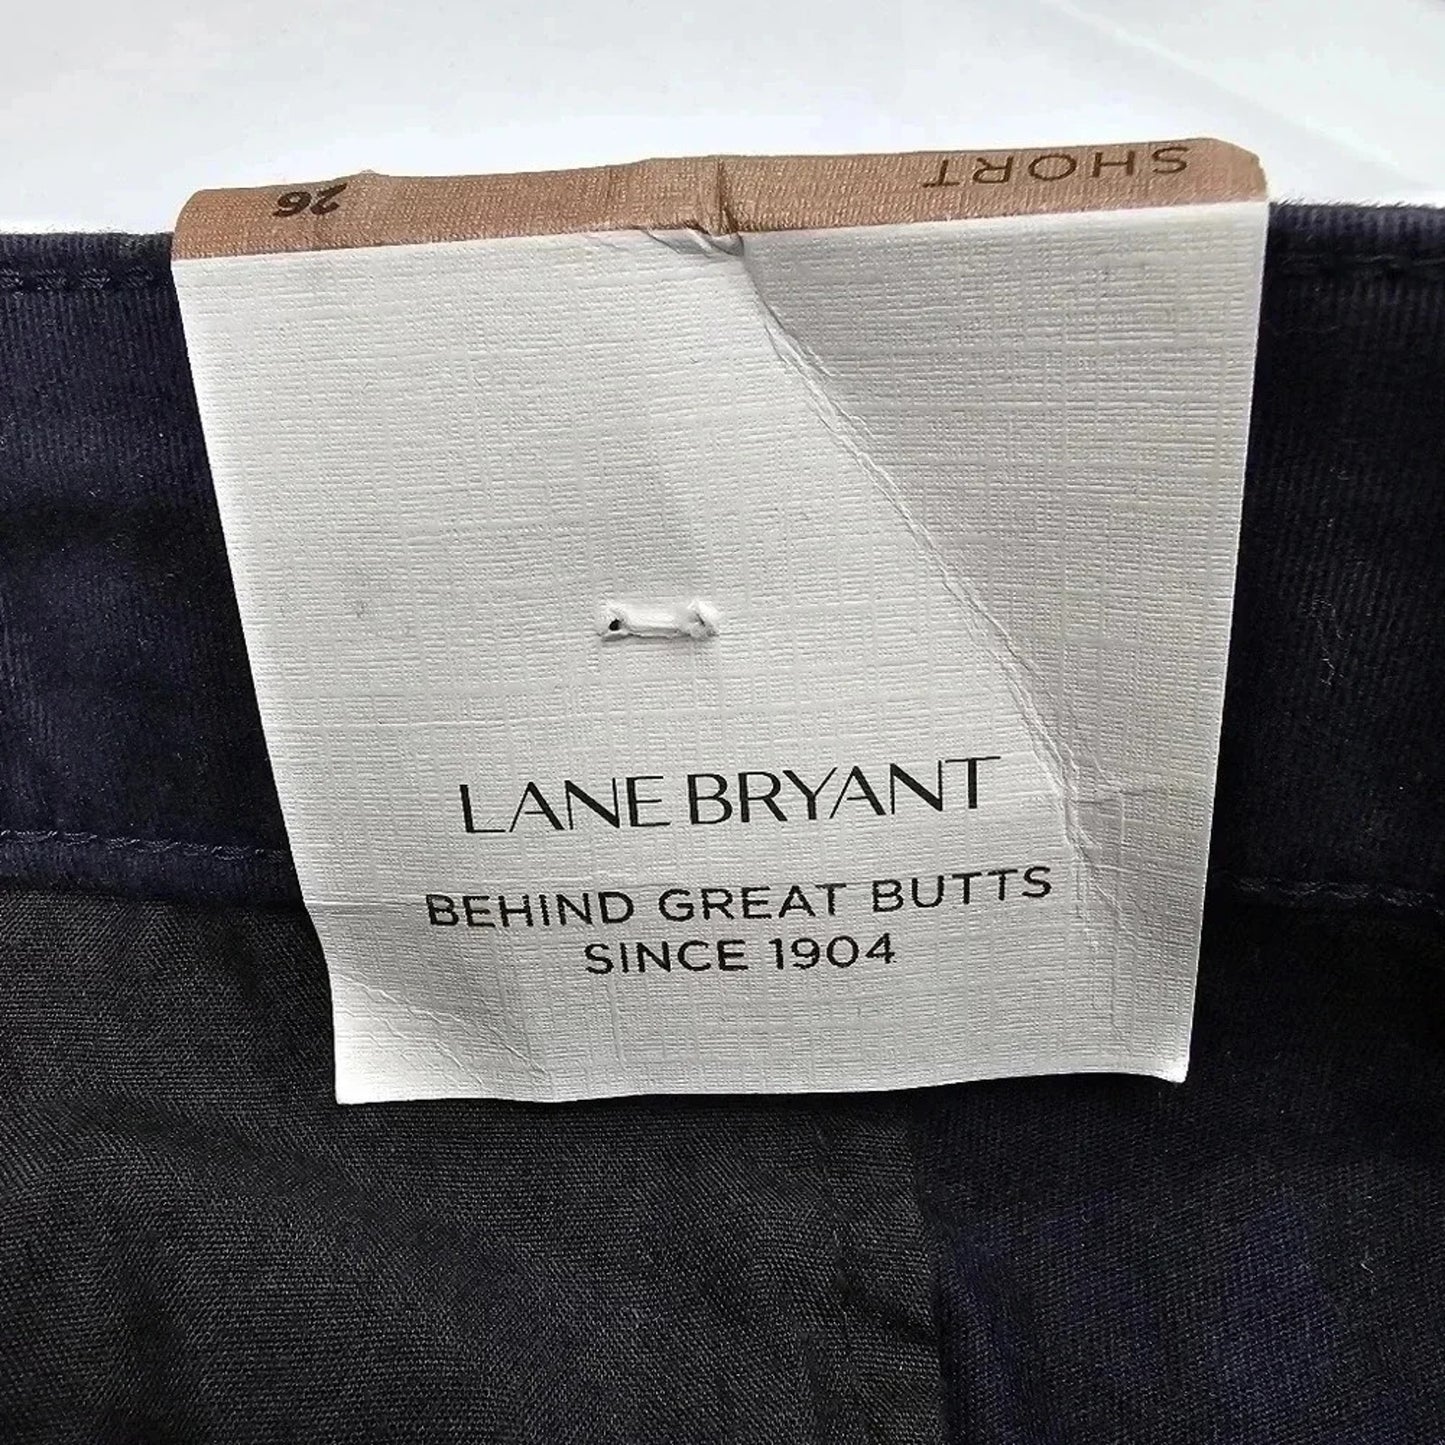 26 SHORT
LANE BRYANT
BEHIND GREAT BUTTS
SINCE 1904